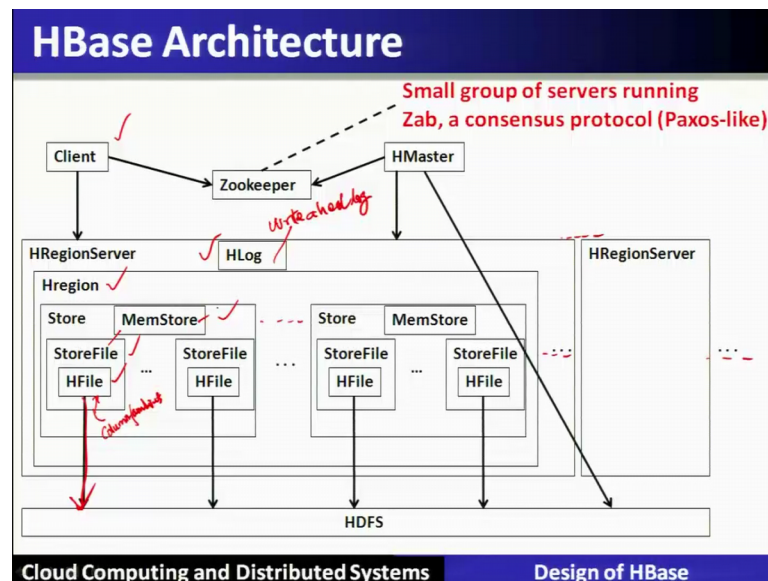 HBase Architecture
Small group of servers running
Zab, a consensus protocol (Paxos-like)
Client
HMaster
Zookeeper
write ahead log
HRegionServer
HLog
HRegionServer
Hregion
Store
MemStore
Store
MemStore
StoreFile
StoreFile
StoreFile
StoreFile
...
...
...
...
...
HFile
HFile
HFile
HFile
HDFS
Cloud Computing and Distributed Systems
Design of HBase